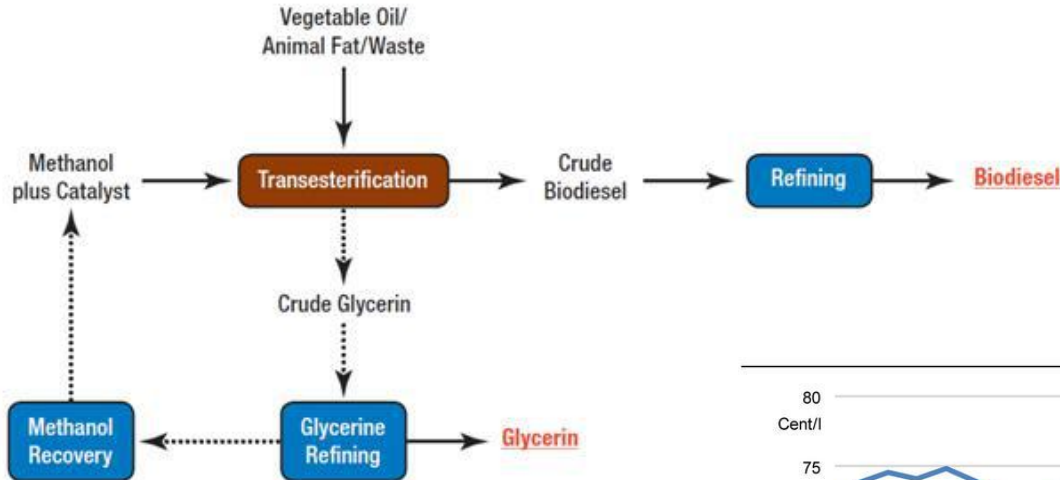 Vegetable Oil/
Animal Fat/Waste
Methanol
plus Catalyst
Transesterification
Crude
Biodiesel
Refining
Biodiesel
Crude Glycerin
Methanol
Recovery
Glycerine
Refining
Glycerin
80
Cent/l
75